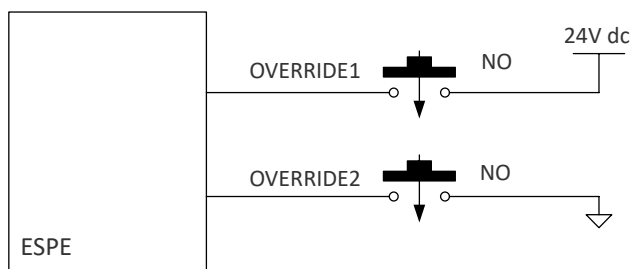 24V dc
OVERRIDE1
NO
OVERRIDE2
NO
ESPE